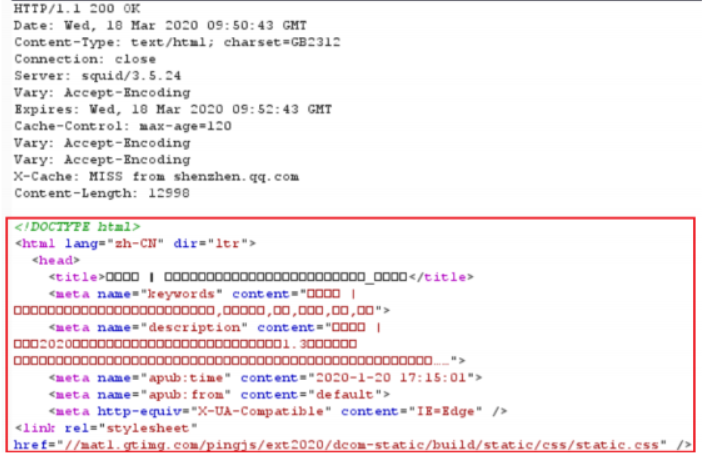 HTTP/1.1 200 OK
Date: Wed, 18 Mar 2020 09:50:43 GMT
Content-Type: text/html; charset=GB2312
Connection: close
Server: squid/3.5.24
Vary: Accept-Encoding
Expires: Wed, 18 Mar 2020 09:52:43 GMT
Cache-Control: max-age=120
Vary: Accept-Encoding
Vary: Accept-Encoding
X-Cache: MISS from shenzhen.qq.com
Content-Length: 12998
<!DOCTYPE html>
<html lang="zh-CN" dir="ltr">
<head>
<title>□□□□ | □□□□□□□□□□□□□□□□□□□□□□□□□_□□□□</title>
<meta name="keywords" content="□□□□ |
□□□□□□□□□□□□□□□□□□□□□□□□□,□□□□□,□□,□□□,□□,□□">
<meta name="description" content="□□□□ |
□□□2020□□□□□□□□□□□□□□□□□□□□□□□□□□1.3□□□□□□
□□□□□□□□□□□□□□□□□□□□□□□□□□□□□□□□□□□□□□□□□□□□□□□□□□□□……">
<meta name="apub:time" content="2020-1-20 17:15:01">
<meta name="apub:from" content="default">
<meta http-equiv="X-UA-Compatible" content="IE=Edge" />
<link rel="stylesheet"
href="//mat1.gtimg.com/pingjs/ext2020/dcom-static/build/static/css/static.css" />